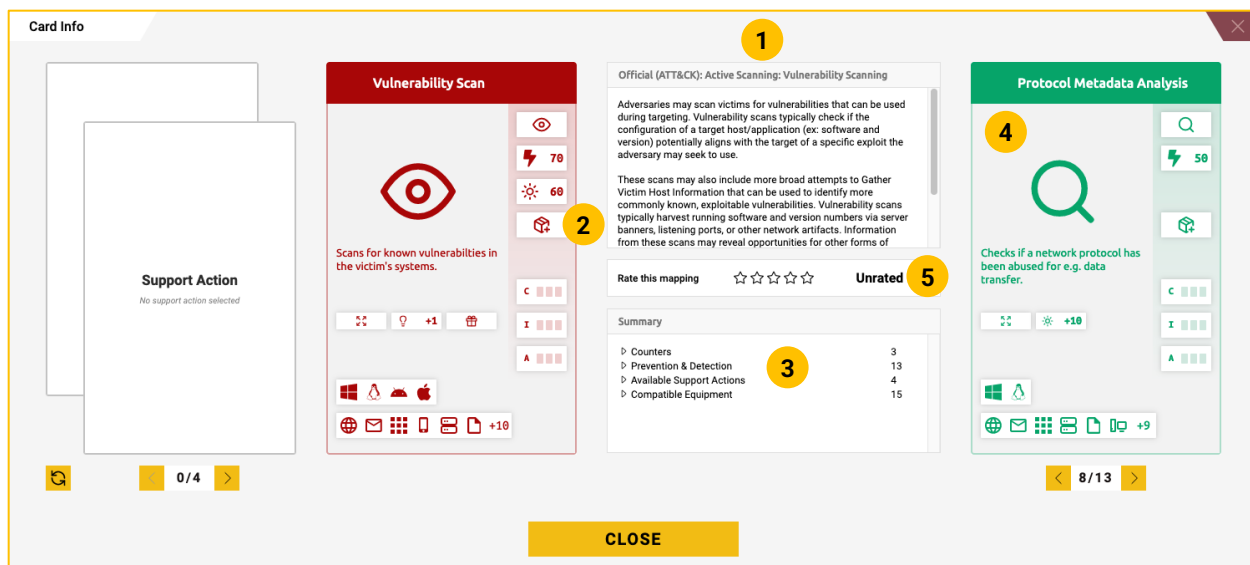 Card Info
1
Support Action
No support action selected
0/4
Vulnerability Scan
70
60
2
Scans for known vulnerabilties in
the victim's systems.
C
+1
I
A
+10
Official (ATT&CK): Active Scanning: Vulnerability Scanning
Adversaries may scan victims for vulnerabilities that can be used
during targeting. Vulnerability scans typically check if the
configuration of a target host/application (ex: software and
version) potentially aligns with the target of a specific exploit the
adversary may seek to use.
These scans may also include more broad attempts to Gather
Victim Host Information that can be used to identify more
commonly known, exploitable vulnerabilities. Vulnerability scans
typically harvest running software and version numbers via server
banners, listening ports, or other network artifacts. Information
from these scans may reveal opportunities for other forms of
Rate this mapping Unrated 5
Summary
Counters 3
Prevention & Detection 13
Available Support Actions 4
Compatible Equipment 15
3
Protocol Metadata Analysis
4
50
Checks if a network protocol has
been abused for e.g. data
transfer.
C
+10
I
A
+9
8/13
CLOSE